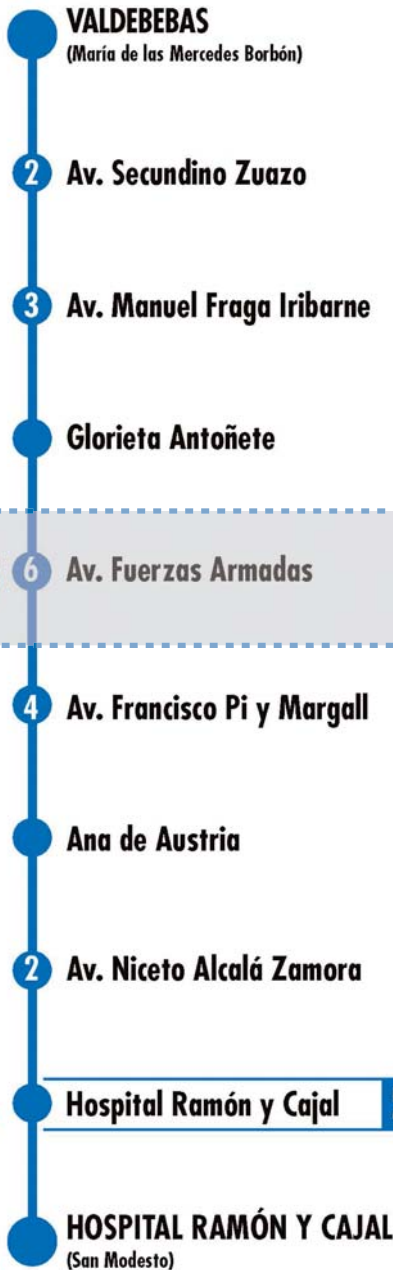 VALDEBEBAS
(María de las Mercedes Borbón)
2 Av. Secundino Zuazo
3 Av. Manuel Fraga Iribarne
Glorieta Antoñete
6 Av. Fuerzas Armadas
4 Av. Francisco Pi y Margall
Ana de Austria
2 Av. Niceto Alcalá Zamora
Hospital Ramón y Cajal
HOSPITAL RAMÓN Y CAJAL
(San Modesto)